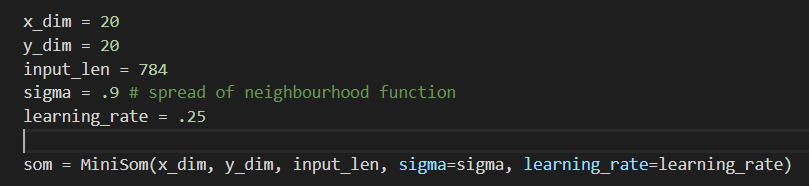 x_dim = 20
y_dim = 20
input_len = 784
sigma = .9 # spread of neighbourhood function
learning_rate = .25
som = MiniSom(x_dim, y_dim, input_len, sigma=sigma, learning_rate=learning_rate)